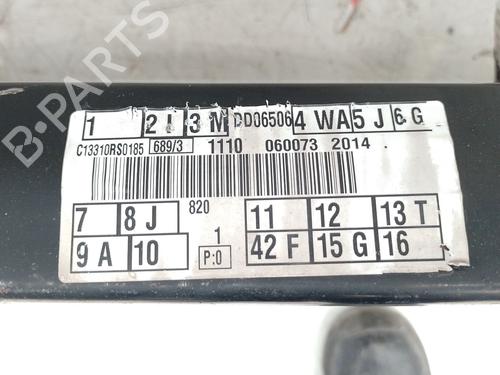 1 2 I 3 M DD06506 4 WA 5 J 6 G
C13310RS0185 689/3 1110 060073 2014
7 8 J 820 11 12 13 T
9 A 10 1 P:0 42 F 15 G 16
B-PARTS